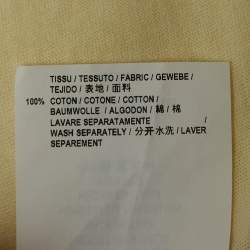 TISSU / TESSUTO / FABRIC / GEWEBE /
TEJIDO / 表地 / 面料
100% COTON / COTONE / COTTON /
BAUMWOLLE / ALGODON / 綿 / 棉
LAVARE SEPARATAMENTE /
WASH SEPARATELY / 分开水洗 / LAVER
SEPAREMENT